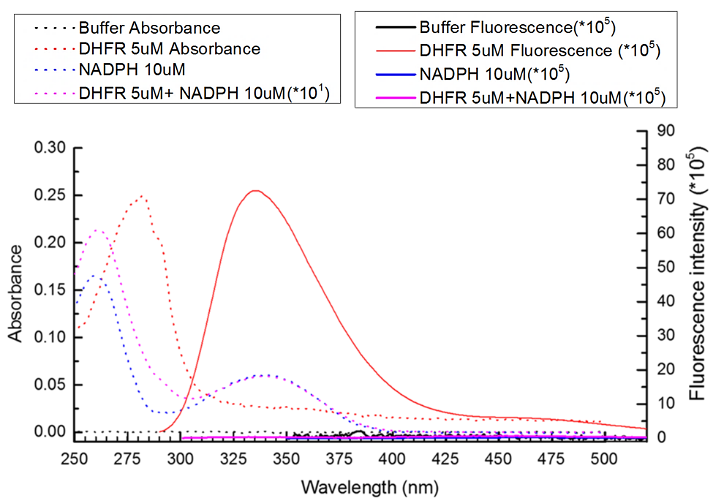 Buffer Absorbance
DHFR 5uM Absorbance
NADPH 10uM
DHFR 5uM+ NADPH 10uM(*10¹)
Buffer Fluorescence(*10⁵)
DHFR 5uM Fluorescence (*10⁵)
NADPH 10uM(*10⁵)
DHFR 5uM+NADPH 10uM(*10⁵)
Absorbance
0.30
0.25
0.20
0.15
0.10
0.05
0.00
90
80
70
60
50
40
30
20
10
0
Fluorescence intensity (*10⁵)
250 275 300 325 350 375 400 425 450 475 500
Wavelength (nm)